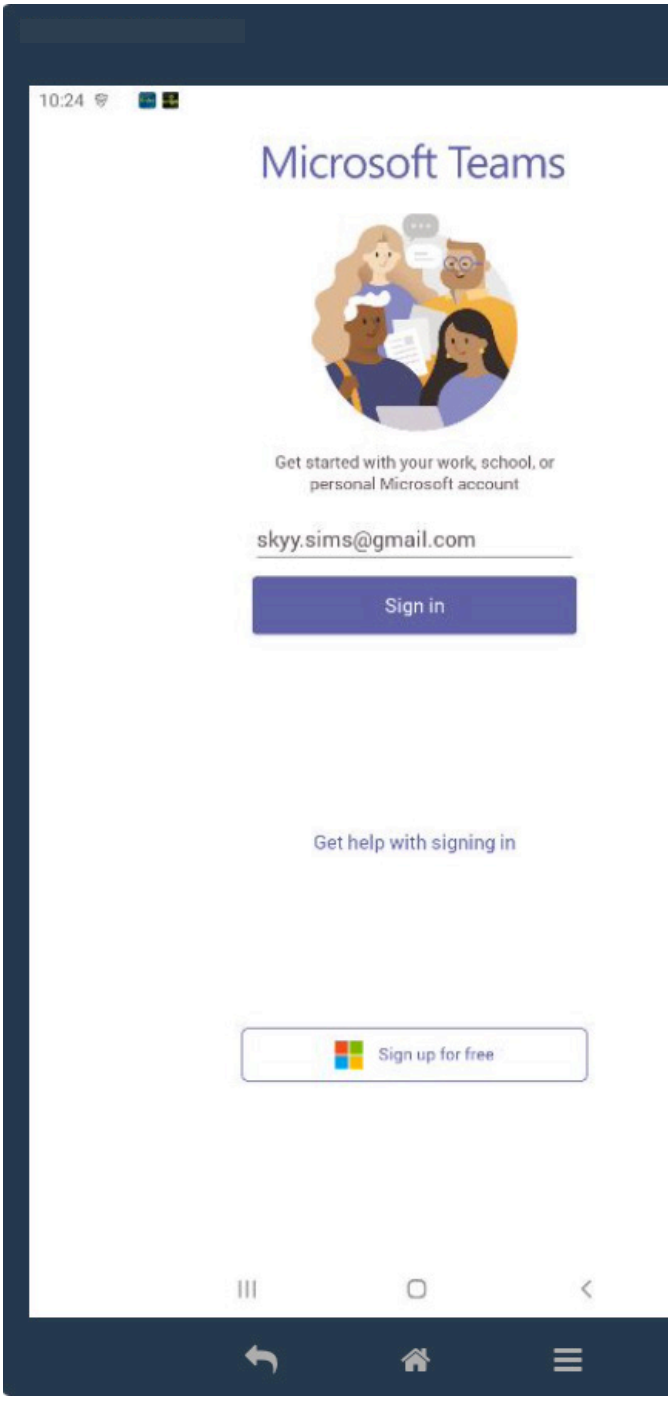 10:24
Microsoft Teams
Get started with your work, school, or
personal Microsoft account
skyy.sims@gmail.com
Sign in
Get help with signing in
Sign up for free